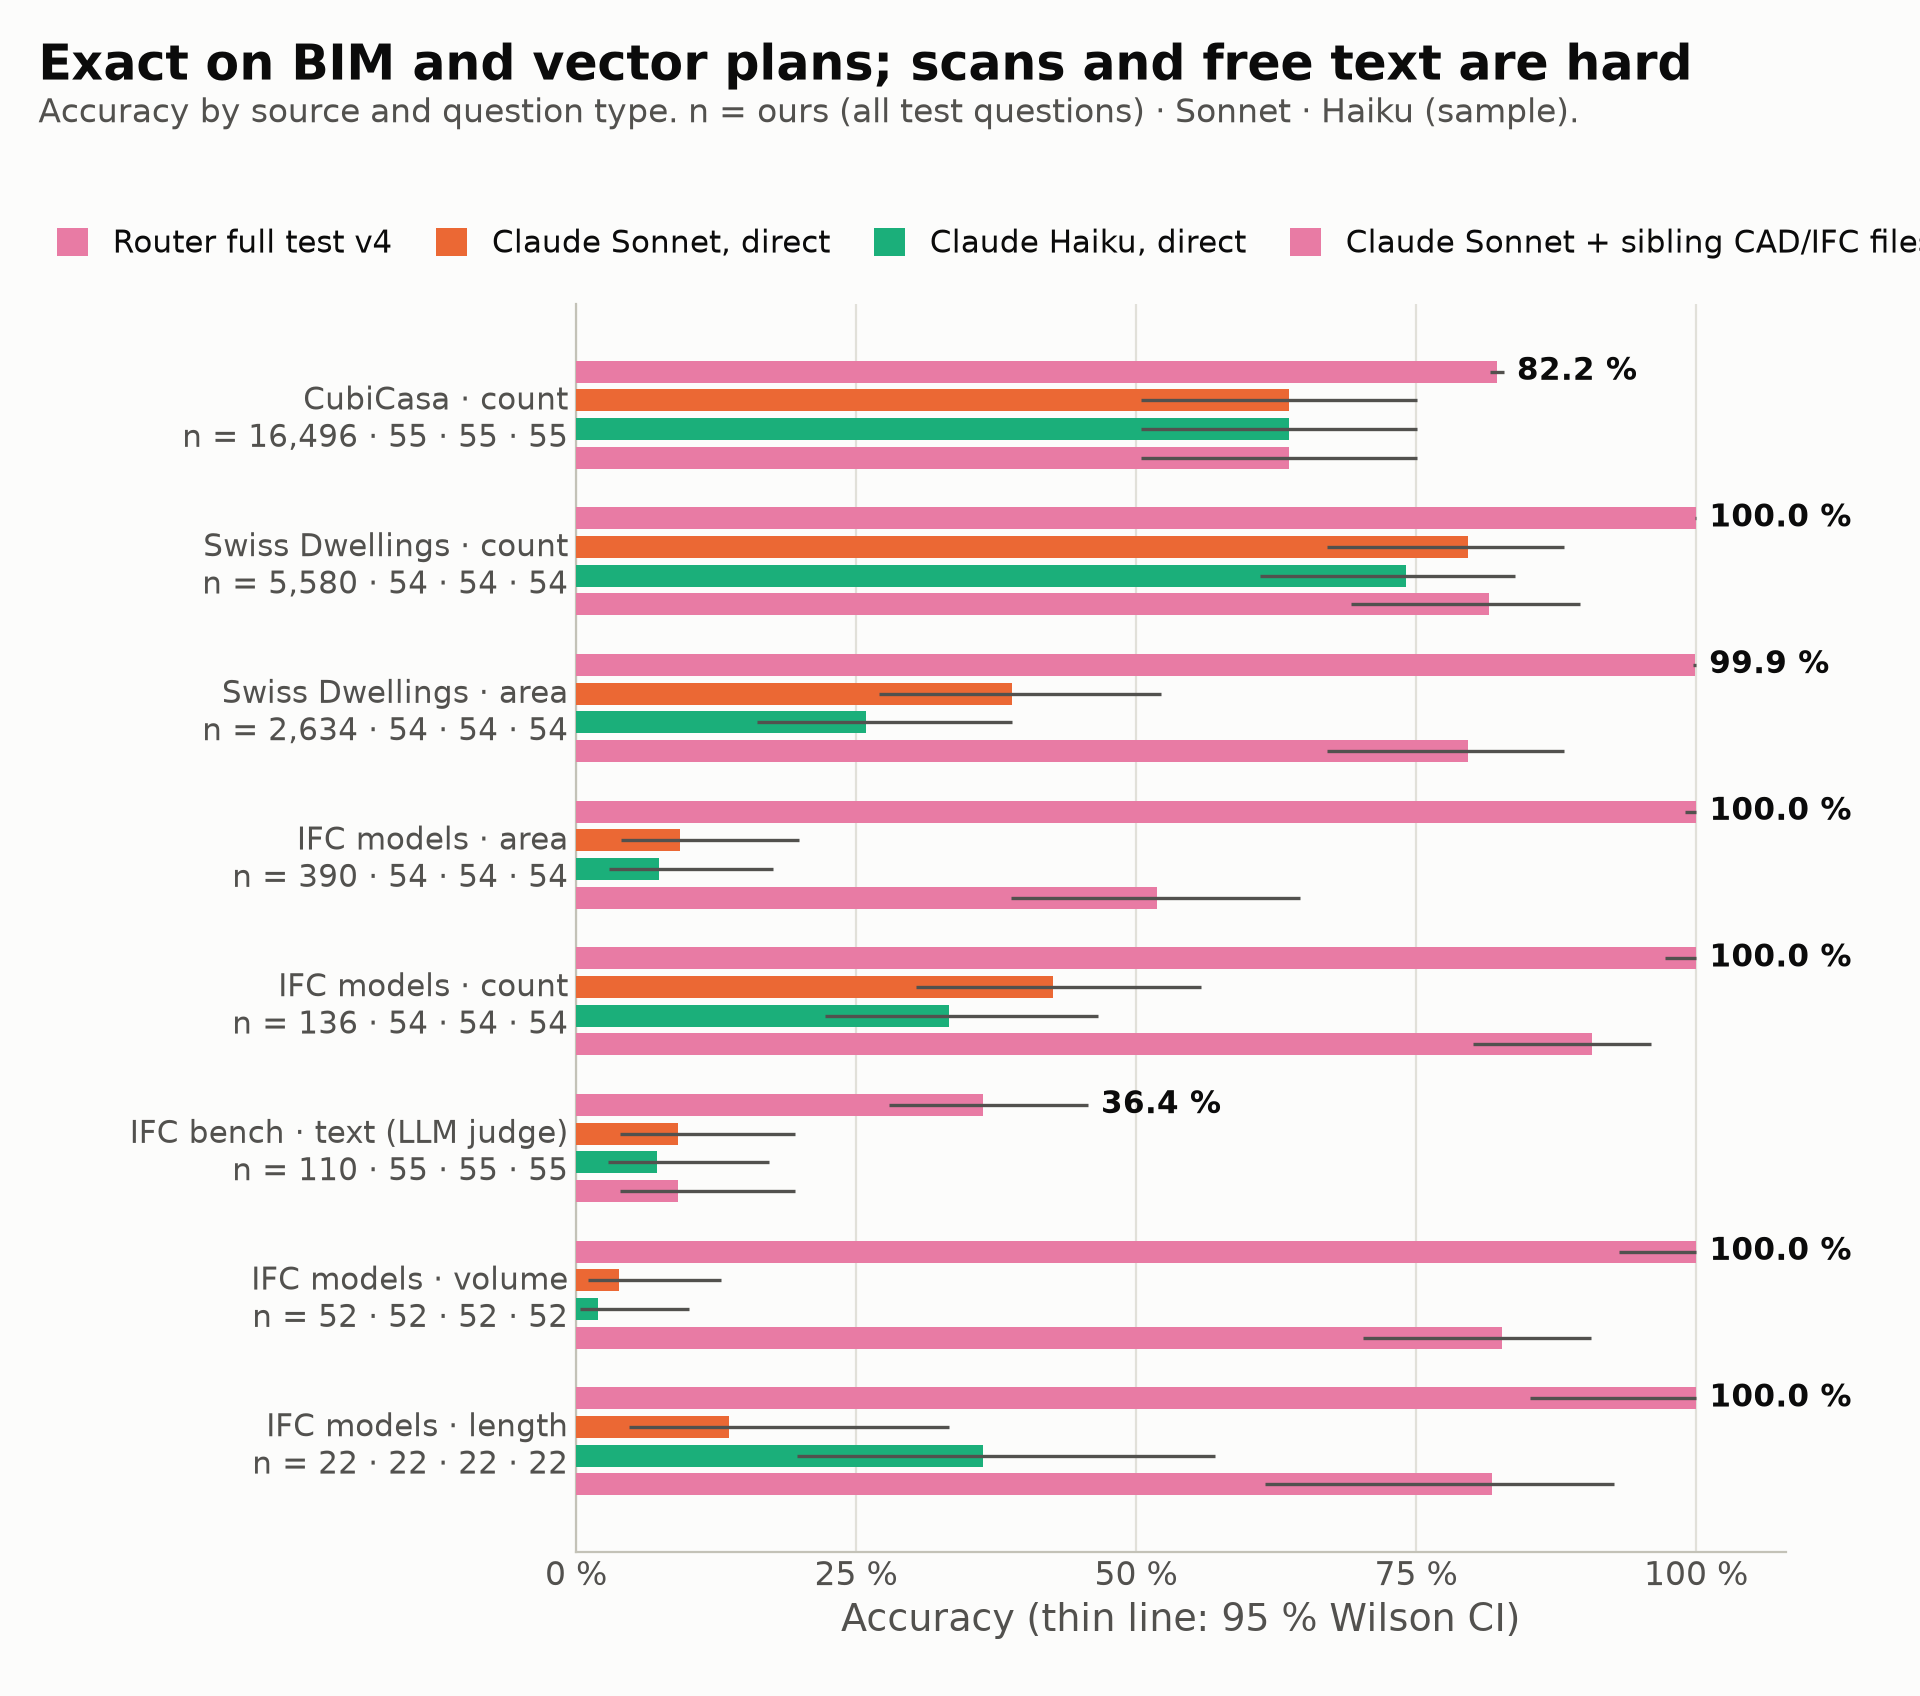 Exact on BIM and vector plans; scans and free text are hard
Accuracy by source and question type. n = ours (all test questions) · Sonnet · Haiku (sample).
Router full test v4
Claude Sonnet, direct
Claude Haiku, direct
Claude Sonnet + sibling CAD/IFC files
CubiCasa · count
n = 16,496 · 55 · 55 · 55
82.2 %
Swiss Dwellings · count
n = 5,580 · 54 · 54 · 54
100.0 %
Swiss Dwellings · area
n = 2,634 · 54 · 54 · 54
99.9 %
IFC models · area
n = 390 · 54 · 54 · 54
100.0 %
IFC models · count
n = 136 · 54 · 54 · 54
100.0 %
IFC bench · text (LLM judge)
n = 110 · 55 · 55 · 55
36.4 %
IFC models · volume
n = 52 · 52 · 52 · 52
100.0 %
IFC models · length
n = 22 · 22 · 22 · 22
100.0 %
0 %
25 %
50 %
75 %
100 %
Accuracy (thin line: 95 % Wilson CI)